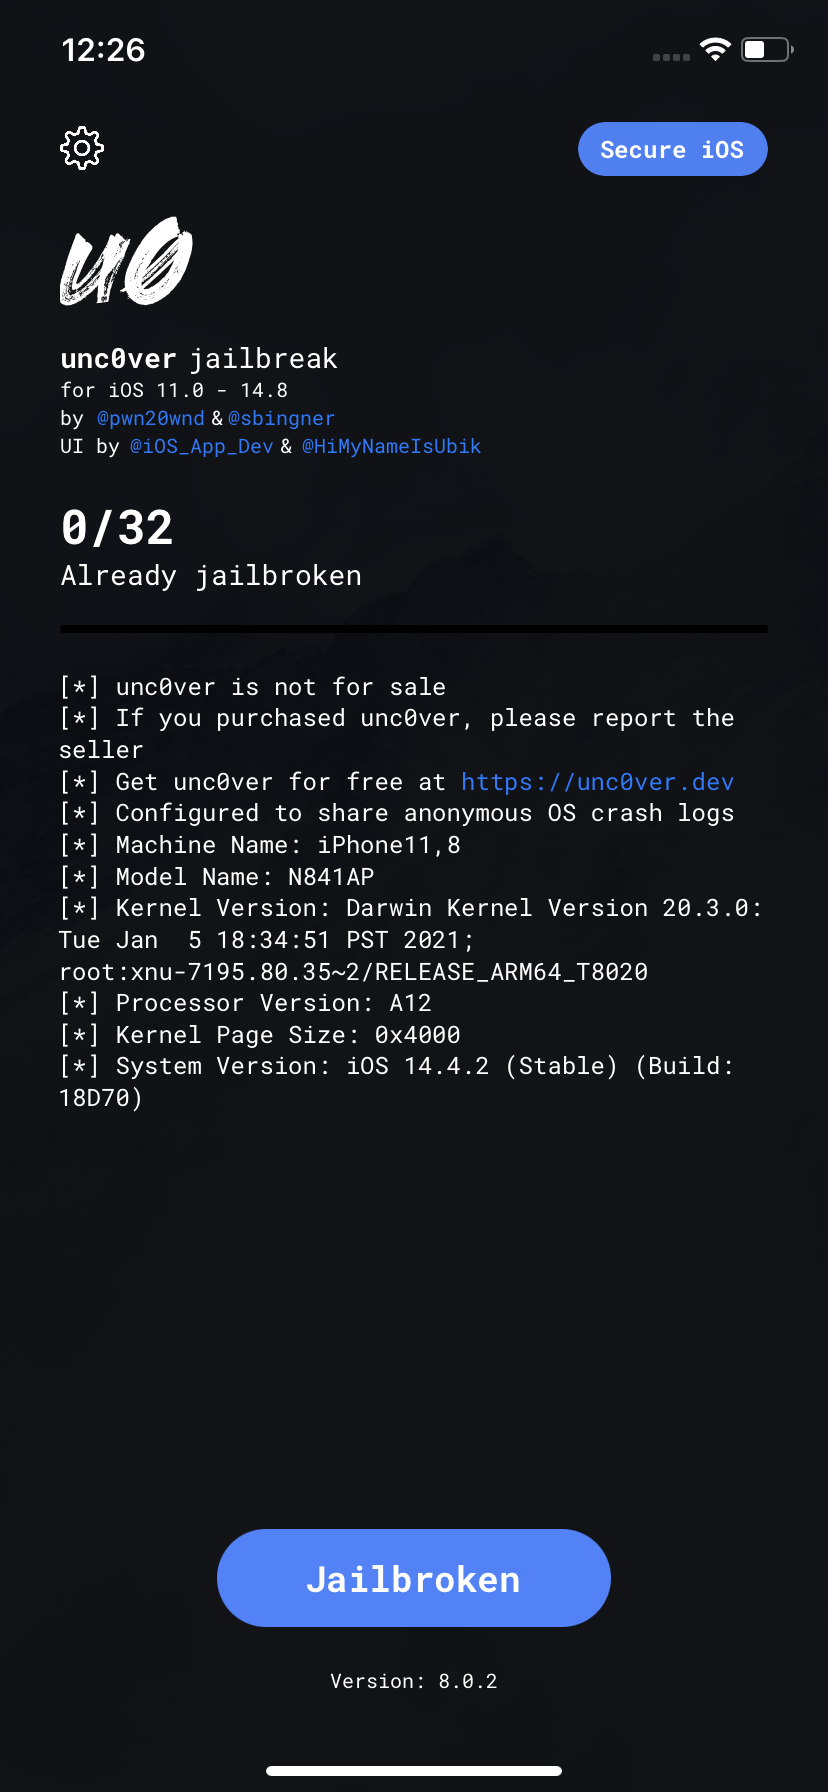 12:26
Secure iOS
u0
unc0ver jailbreak
for iOS 11.0 - 14.8
by @pwn20wnd & @sbingner
UI by @iOS_App_Dev & @HiMyNameIsUbik
0/32
Already jailbroken
[*] unc0ver is not for sale
[*] If you purchased unc0ver, please report the
seller
[*] Get unc0ver for free at https://unc0ver.dev
[*] Configured to share anonymous OS crash logs
[*] Machine Name: iPhone11,8
[*] Model Name: N841AP
[*] Kernel Version: Darwin Kernel Version 20.3.0:
Tue Jan  5 18:34:51 PST 2021;
root:xnu-7195.80.35~2/RELEASE_ARM64_T8020
[*] Processor Version: A12
[*] Kernel Page Size: 0x4000
[*] System Version: iOS 14.4.2 (Stable) (Build:
18D70)
Jailbroken
Version: 8.0.2